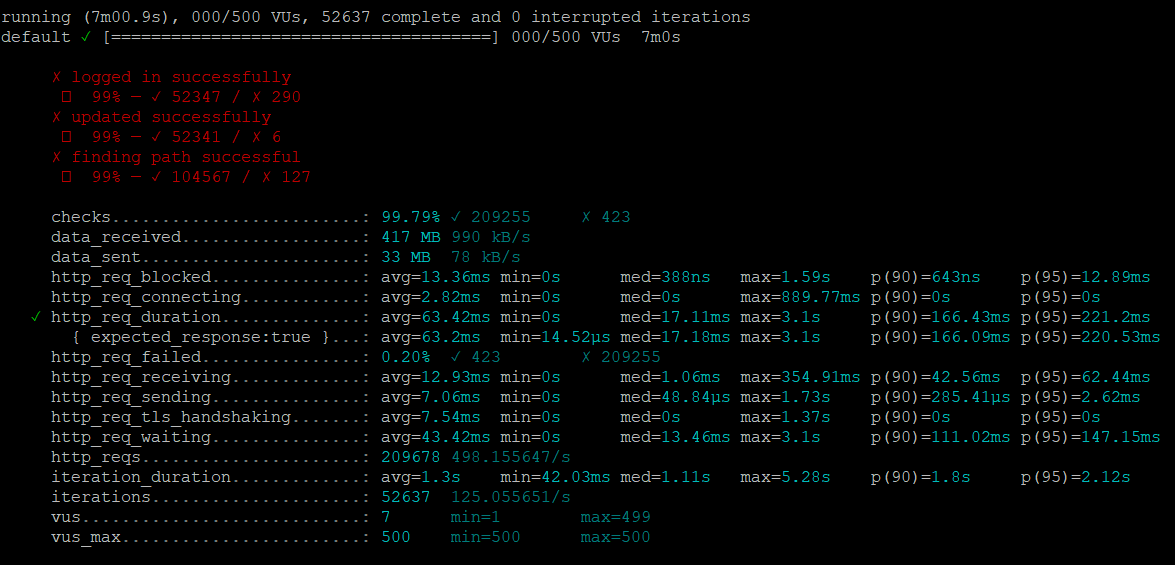 running (7m00.9s), 000/500 VUs, 52637 complete and 0 interrupted iterations
default ✓ [======================================] 000/500 VUs  7m0s
✗ logged in successfully
▯  99% — ✓ 52347 / ✗ 290
✗ updated successfully
▯  99% — ✓ 52341 / ✗ 6
✗ finding path successful
▯  99% — ✓ 104567 / ✗ 127
checks.........................: 99.79% ✓ 209255     ✗ 423
data_received..................: 417 MB 990 kB/s
data_sent......................: 33 MB  78 kB/s
http_req_blocked...............: avg=13.36ms min=0s      med=388ns   max=1.59s    p(90)=643ns    p(95)=12.89ms
http_req_connecting............: avg=2.82ms  min=0s      med=0s      max=889.77ms p(90)=0s       p(95)=0s
✓ http_req_duration..............: avg=63.42ms min=0s      med=17.11ms max=3.1s     p(90)=166.43ms p(95)=221.2ms
{ expected_response:true }...: avg=63.2ms  min=14.52µs med=17.18ms max=3.1s     p(90)=166.09ms p(95)=220.53ms
http_req_failed................: 0.20%  ✓ 423        ✗ 209255
http_req_receiving.............: avg=12.93ms min=0s      med=1.06ms  max=354.91ms p(90)=42.56ms  p(95)=62.44ms
http_req_sending...............: avg=7.06ms  min=0s      med=48.84µs max=1.73s    p(90)=285.41µs p(95)=2.62ms
http_req_tls_handshaking.......: avg=7.54ms  min=0s      med=0s      max=1.37s    p(90)=0s       p(95)=0s
http_req_waiting...............: avg=43.42ms min=0s      med=13.46ms max=3.1s     p(90)=111.02ms p(95)=147.15ms
http_reqs......................: 209678 498.155647/s
iteration_duration.............: avg=1.3s    min=42.03ms med=1.11s   max=5.28s    p(90)=1.8s     p(95)=2.12s
iterations.....................: 52637  125.055651/s
vus............................: 7      min=1        max=499
vus_max........................: 500    min=500      max=500